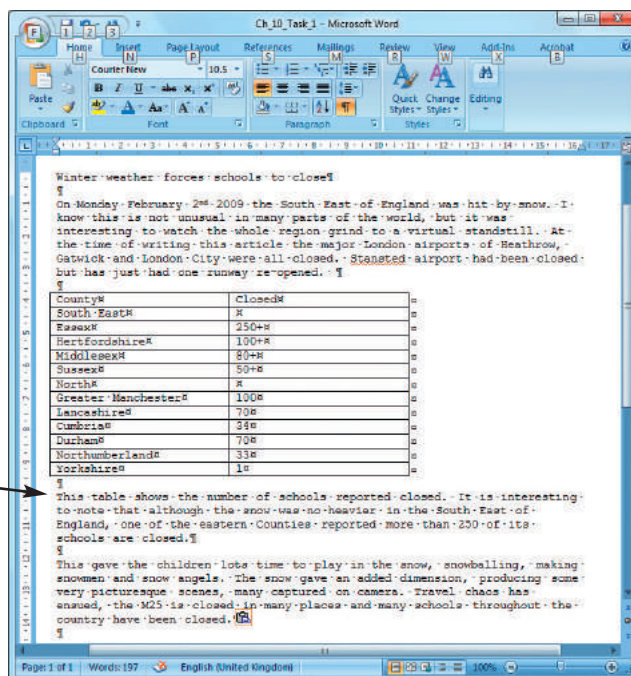 Ch_10_Task_1 - Microsoft Word
1 2 3
Home Insert Page Layout References Mailings Review View Add-Ins Acrobat
H N P S M R W X B
Paste
Courier New 10.5
B I U abc x₂ x²
Aa A A
Quick Styles Change Styles Editing
Clipboard Font Paragraph Styles
Winter weather forces schools to close¶
¶
On Monday February 2nd 2009 the South East of England was hit by snow. I
know this is not unusual in many parts of the world, but it was
interesting to watch the whole region grind to a virtual standstill. At
the time of writing this article the major London airports of Heathrow,
Gatwick and London City were all closed. Stansted airport had been closed
but has just had one runway re-opened. ¶
¶
County¤ Closed¤ ¤
South East¤ ¤ ¤
Essex¤ 250+¤ ¤
Hertfordshire¤ 100+¤ ¤
Middlesex¤ 80+¤ ¤
Sussex¤ 50+¤ ¤
North¤ ¤ ¤
Greater Manchester¤ 100¤ ¤
Lancashire¤ 70¤ ¤
Cumbria¤ 34¤ ¤
Durham¤ 70¤ ¤
Northumberland¤ 33¤ ¤
Yorkshire¤ 1¤ ¤
¶
This table shows the number of schools reported closed. It is interesting
to note that although the snow was no heavier in the South East of
England, one of the eastern Counties reported more than 250 of its
schools are closed.¶
¶
This gave the children lots time to play in the snow, snowballing, making
snowmen and snow angels. The snow gave an added dimension, producing some
very picturesque scenes, many captured on camera. Travel chaos has
ensued, the M25 is closed in many places and many schools throughout the
country have been closed.
¶
Page: 1 of 1 Words: 197 English (United Kingdom) 100%